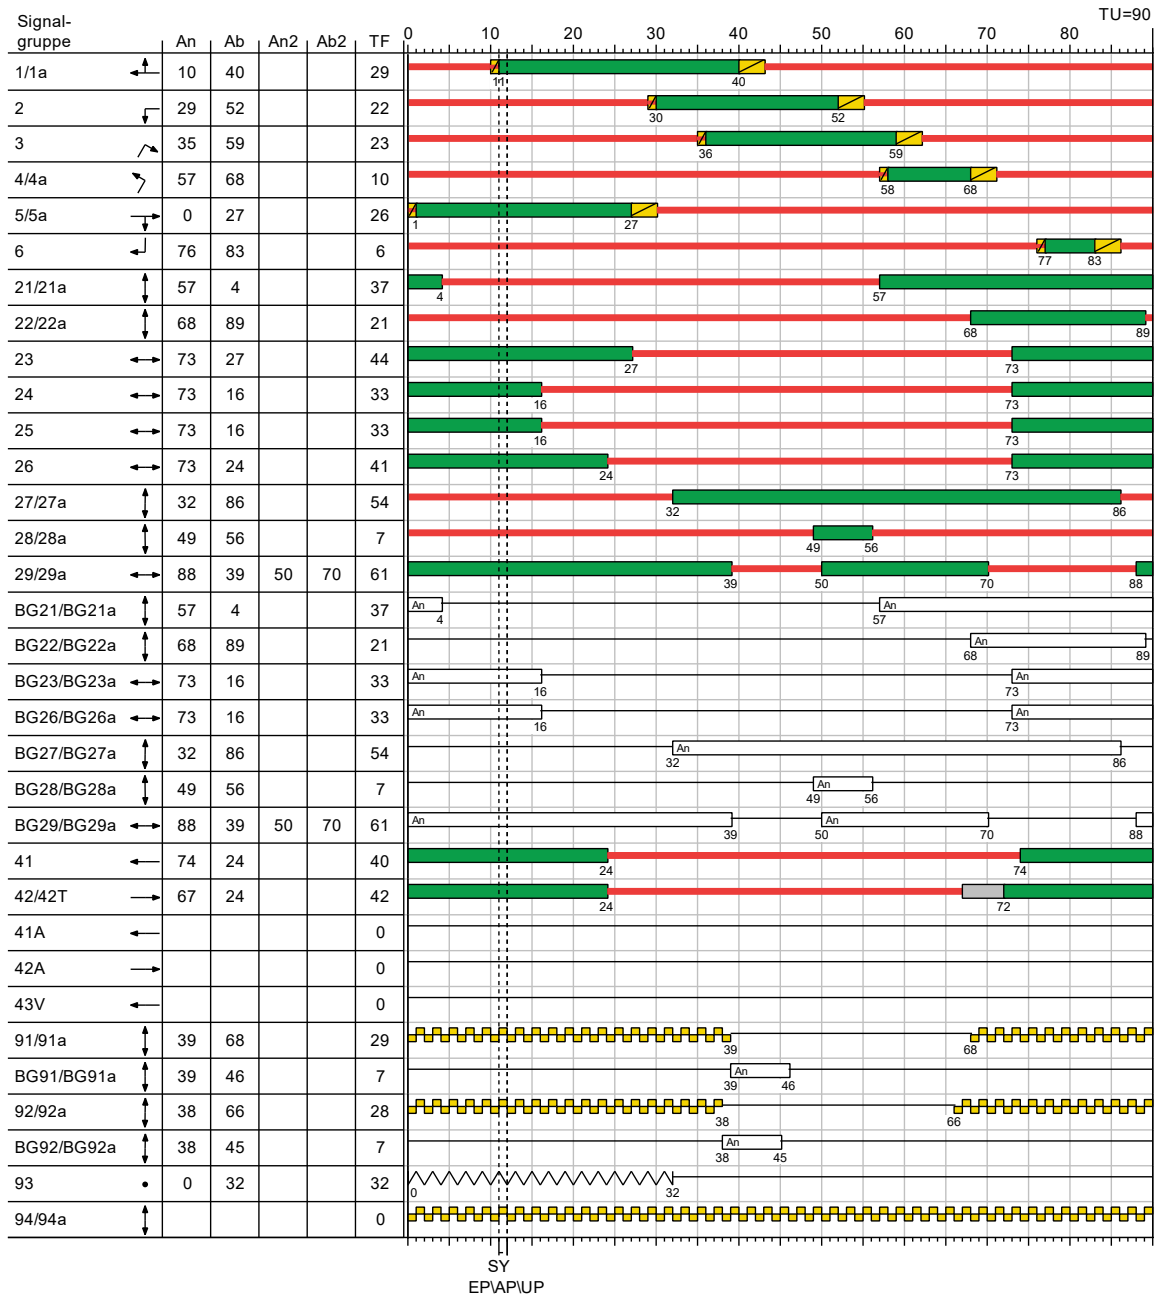 TU=90
Signal-
gruppe An Ab An2 Ab2 TF 0 10 20 30 40 50 60 70 80
1/1a 10 40 29
11 40
2 29 52 22
30 52
3 35 59 23
36 59
4/4a 57 68 10
58 68
5/5a 0 27 26
1 27
6 76 83 6
77 83
21/21a 57 4 37
4 57
22/22a 68 89 21
68 89
23 73 27 44
27 73
24 73 16 33
16 73
25 73 16 33
16 73
26 73 24 41
24 73
27/27a 32 86 54
32 86
28/28a 49 56 7
49 56
29/29a 88 39 50 70 61
39 50 70 88
BG21/BG21a 57 4 37 An An
4 57
BG22/BG22a 68 89 21 An
68 89
BG23/BG23a 73 16 33 An An
16 73
BG26/BG26a 73 16 33 An An
16 73
BG27/BG27a 32 86 54 An
32 86
BG28/BG28a 49 56 7 An
49 56
BG29/BG29a 88 39 50 70 61 An An
39 50 70 88
41 74 24 40
24 74
42/42T 67 24 42
24 72
41A 0
42A 0
43V 0
91/91a 39 68 29
39 68
BG91/BG91a 39 46 7 An
39 46
92/92a 38 66 28
38 66
BG92/BG92a 38 45 7 An
38 45
93 0 32 32
0 32
94/94a 0
SY
EP\AP\UP